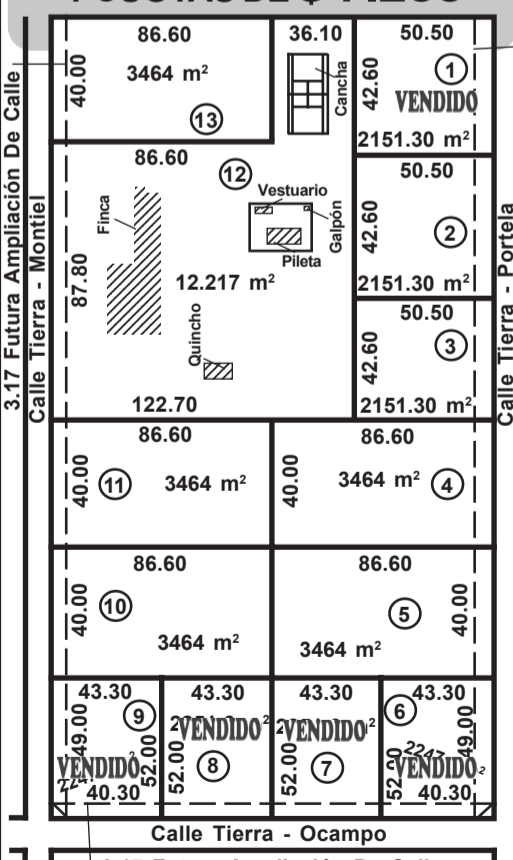 86.60
36.10
50.50
40.00
3464 m²
13
Cancha
42.60
1
VENDIDO
2151.30 m²
86.60
12
Finca
Vestuario
Galpón
Pileta
87.80
12.217 m²
Quincho
122.70
50.50
42.60
2
2151.30 m²
50.50
42.60
3
2151.30 m²
3.17 Futura Ampliación De Calle
Calle Tierra - Montiel
Calle Tierra - Portela
86.60
40.00
11
3464 m²
86.60
40.00
3464 m²
4
86.60
40.00
10
3464 m²
86.60
5
40.00
3464 m²
43.30
9
49.00
52.00
VENDIDO
40.30
43.30
VENDIDO
52.00
8
43.30
VENDIDO
52.00
7
43.30
6
49.00
52.00
VENDIDO
40.30
Calle Tierra - Ocampo